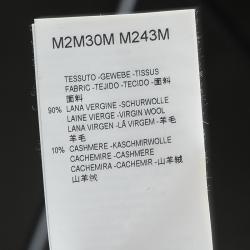 M2M30M M243M
TESSUTO -GEWEBE -TISSUS
FABRIC -TEJIDO -TECIDO -面料
面料
90% LANA VERGINE -SCHURWOLLE
LAINE VIERGE -VIRGIN WOOL
LANA VIRGEN -LÃ VIRGEM -羊毛
羊毛
10% CASHMERE -KASCHMIRWOLLE
CACHEMIRE -CASHMERE
CACHEMIRA -CACHEMIR -山羊绒
山羊绒